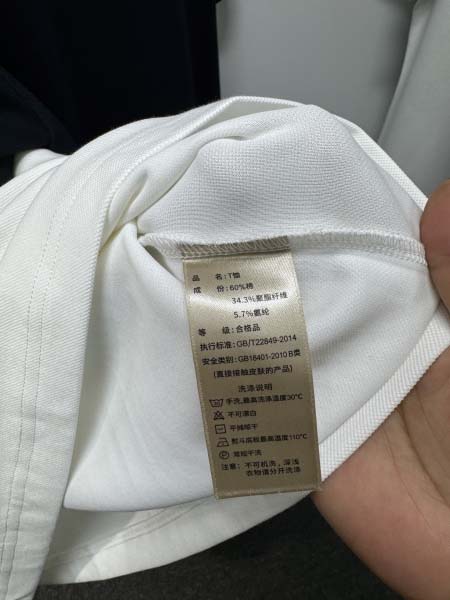 品 名:T恤
成 份:60%棉
34.3%聚酯纤维
5.7%氨纶
等 级:合格品
执行标准:GB/T22849-2014
安全类别:GB18401-2010 B类
(直接接触皮肤的产品)
洗涤说明
手洗,最高洗涤温度30℃
不可漂白
平摊晾干
熨斗底板最高温度110℃
常规干洗
注意:不可机洗,深浅
衣物请分开洗涤